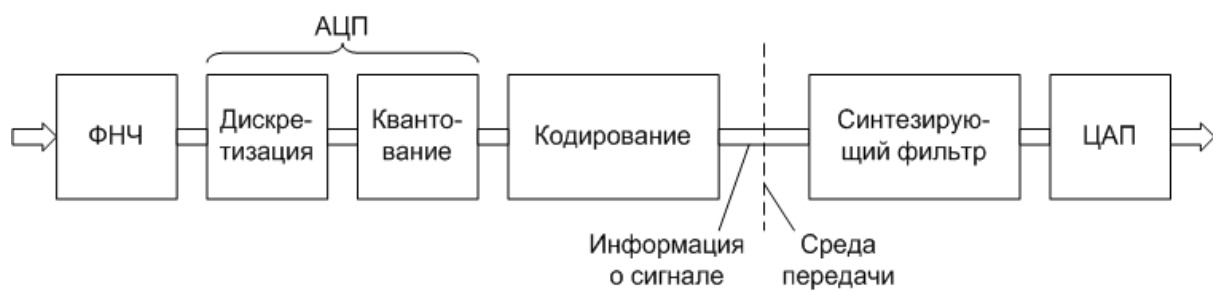 АЦП
ФНЧ
Дискре-
тизация
Кванто-
вание
Кодирование
Синтезирую-
щий фильтр
ЦАП
Информация
о сигнале
Среда
передачи